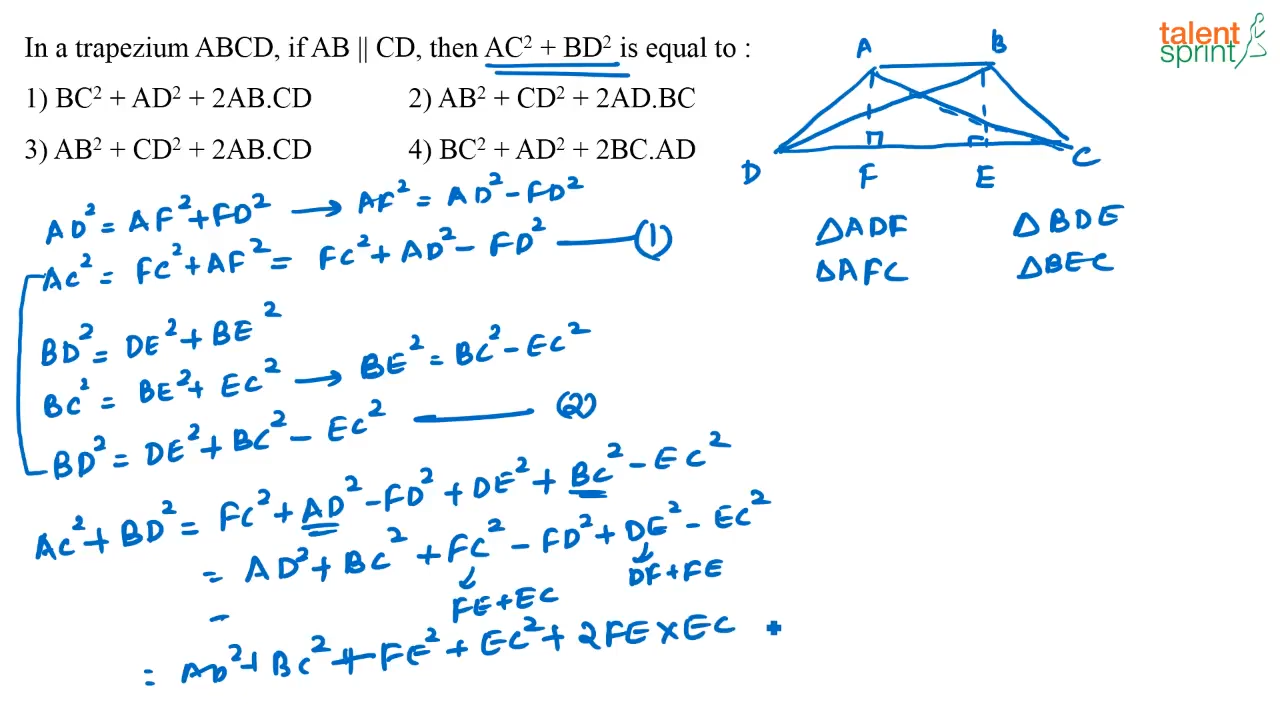 In a trapezium ABCD, if AB || CD, then AC² + BD² is equal to :
talent
sprint
1) BC² + AD² + 2AB.CD
2) AB² + CD² + 2AD.BC
3) AB² + CD² + 2AB.CD
4) BC² + AD² + 2BC.AD
A
B
D
F
E
C
△ADF
△BDE
△AFC
△BEC
AD² = AF² + FD² → AF² = AD² - FD²
AC² = FC² + AF² = FC² + AD² - FD² — (1)
BD² = DE² + BE²
BC² = BE² + EC² → BE² = BC² - EC²
BD² = DE² + BC² - EC² — (2)
AC² + BD² = FC² + AD² - FD² + DE² + BC² - EC²
= AD² + BC² + FC² - FD² + DE² - EC²
FE + EC
DF + FE
= AD² + BC² + FE² + EC² + 2FE × EC